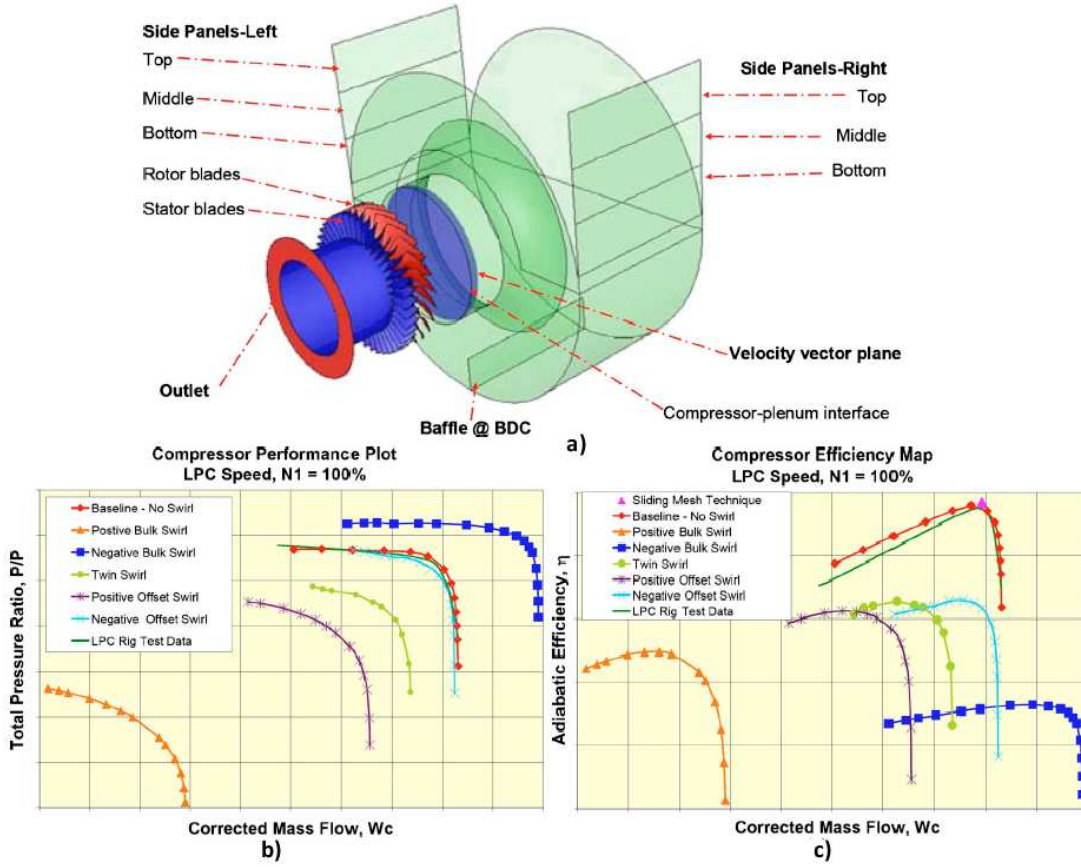 Side Panels-Left
Top
Middle
Bottom
Rotor blades
Stator blades
Outlet
Side Panels-Right
Top
Middle
Bottom
Velocity vector plane
Compressor-plenum interface
Baffle @ BDC
a)
Compressor Performance Plot
LPC Speed, N1 = 100%
Total Pressure Ratio, P/P
Baseline - No Swirl
Postive Bulk Swirl
Negative Bulk Swirl
Twin Swirl
Positive Offset Swirl
Negative Offset Swirl
LPC Rig Test Data
Corrected Mass Flow, Wc
b)
Compressor Efficiency Map
LPC Speed, N1 = 100%
Adiabatic Efficiency, η
Sliding Mesh Technique
Baseline - No Swirl
Positive Bulk Swirl
Negative Bulk Swirl
Twin Swirl
Positive Offset Swirl
Negative Offset Swirl
LPC Rig Test Data
Corrected Mass Flow, Wc
c)